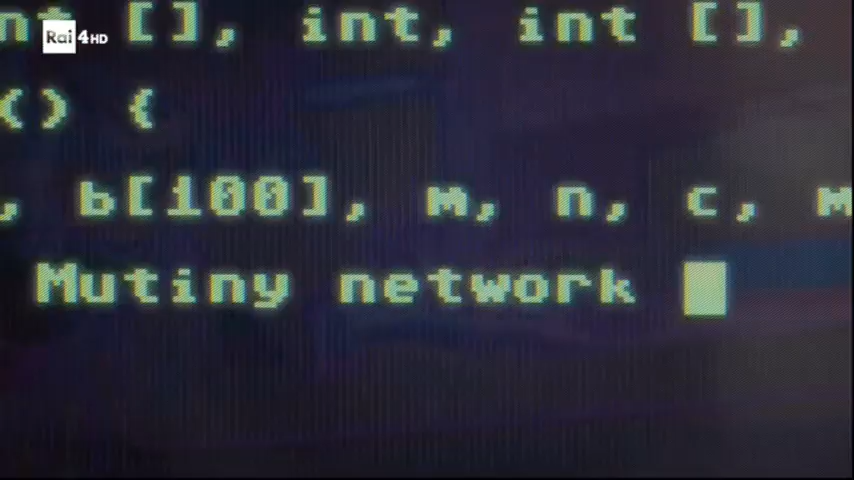 Rai 4HD
nt [], int, int [],
() {
, b[100], m, n, c, m
Mutiny network